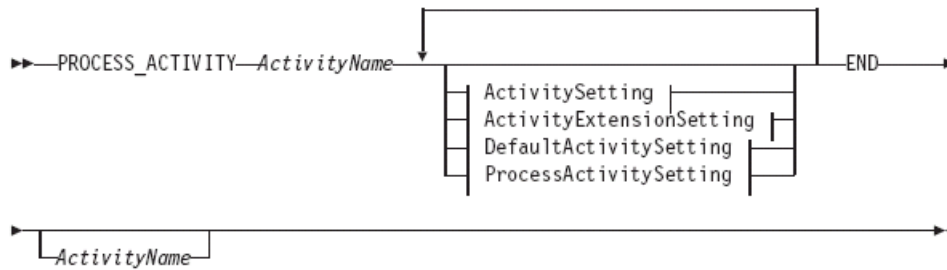 PROCESS_ACTIVITY ActivityName END
ActivitySetting
ActivityExtensionSetting
DefaultActivitySetting
ProcessActivitySetting
ActivityName